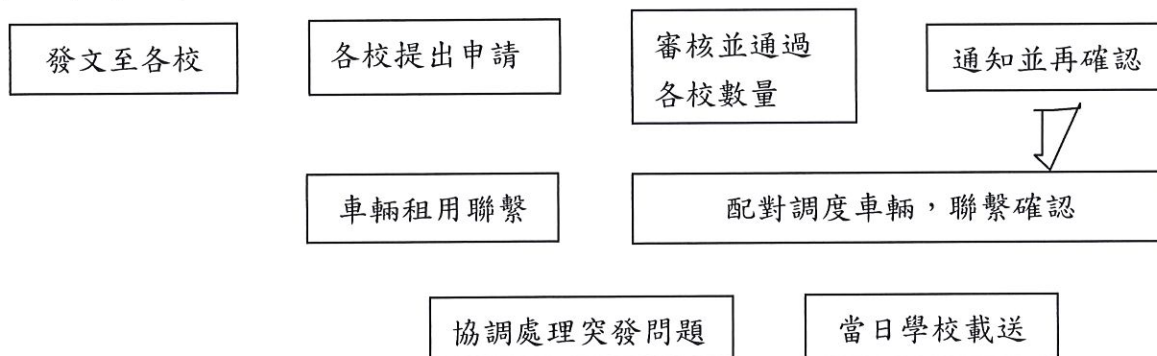 發文至各校
各校提出申請
審核並通過
各校數量
通知並再確認
車輛租用聯繫
配對調度車輛，聯繫確認
協調處理突發問題
當日學校載送